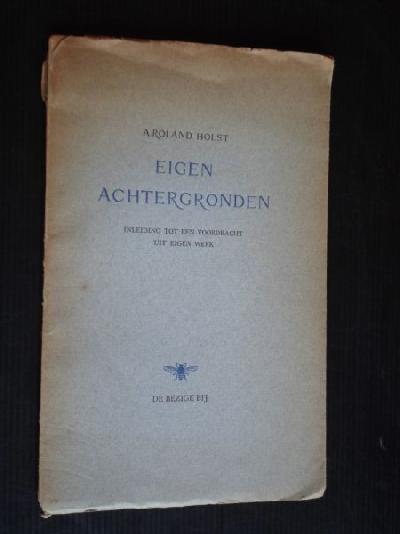 A. ROLAND HOLST
EIGEN
ACHTERGRONDEN
INLEIDING TOT EEN VOORDRACHT
UIT EIGEN WERK
DE BEZIGE BIJ